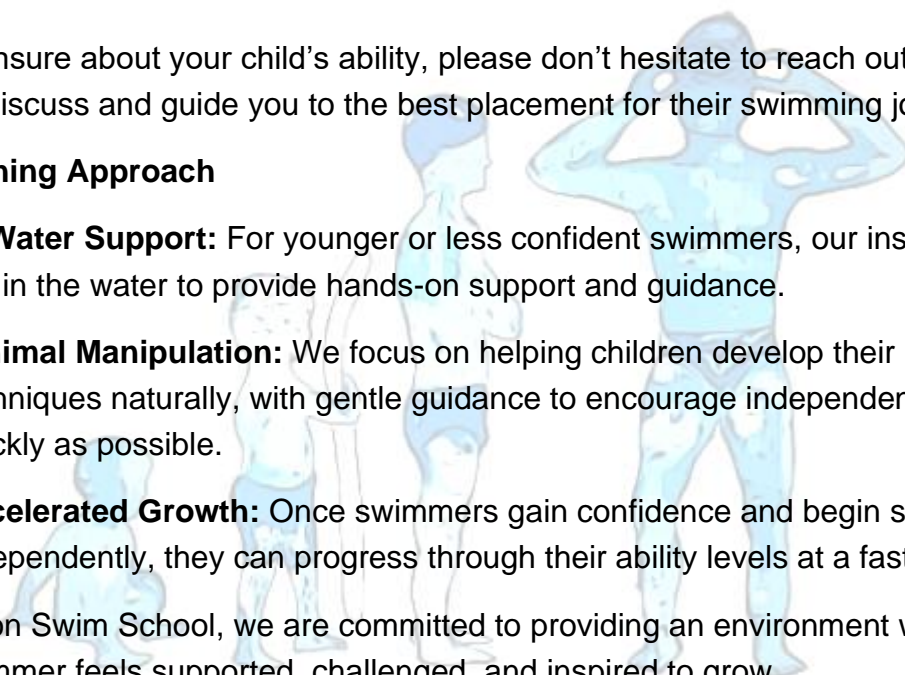 nsure about your child's ability, please don't hesitate to reach out
iscuss and guide you to the best placement for their swimming jo
ning Approach
Water Support: For younger or less confident swimmers, our ins
in the water to provide hands-on support and guidance.
imal Manipulation: We focus on helping children develop their
hniques naturally, with gentle guidance to encourage independen
ckly as possible.
celerated Growth: Once swimmers gain confidence and begin s
ependently, they can progress through their ability levels at a fast
on Swim School, we are committed to providing an environment w
mmer feels supported, challenged, and inspired to grow.